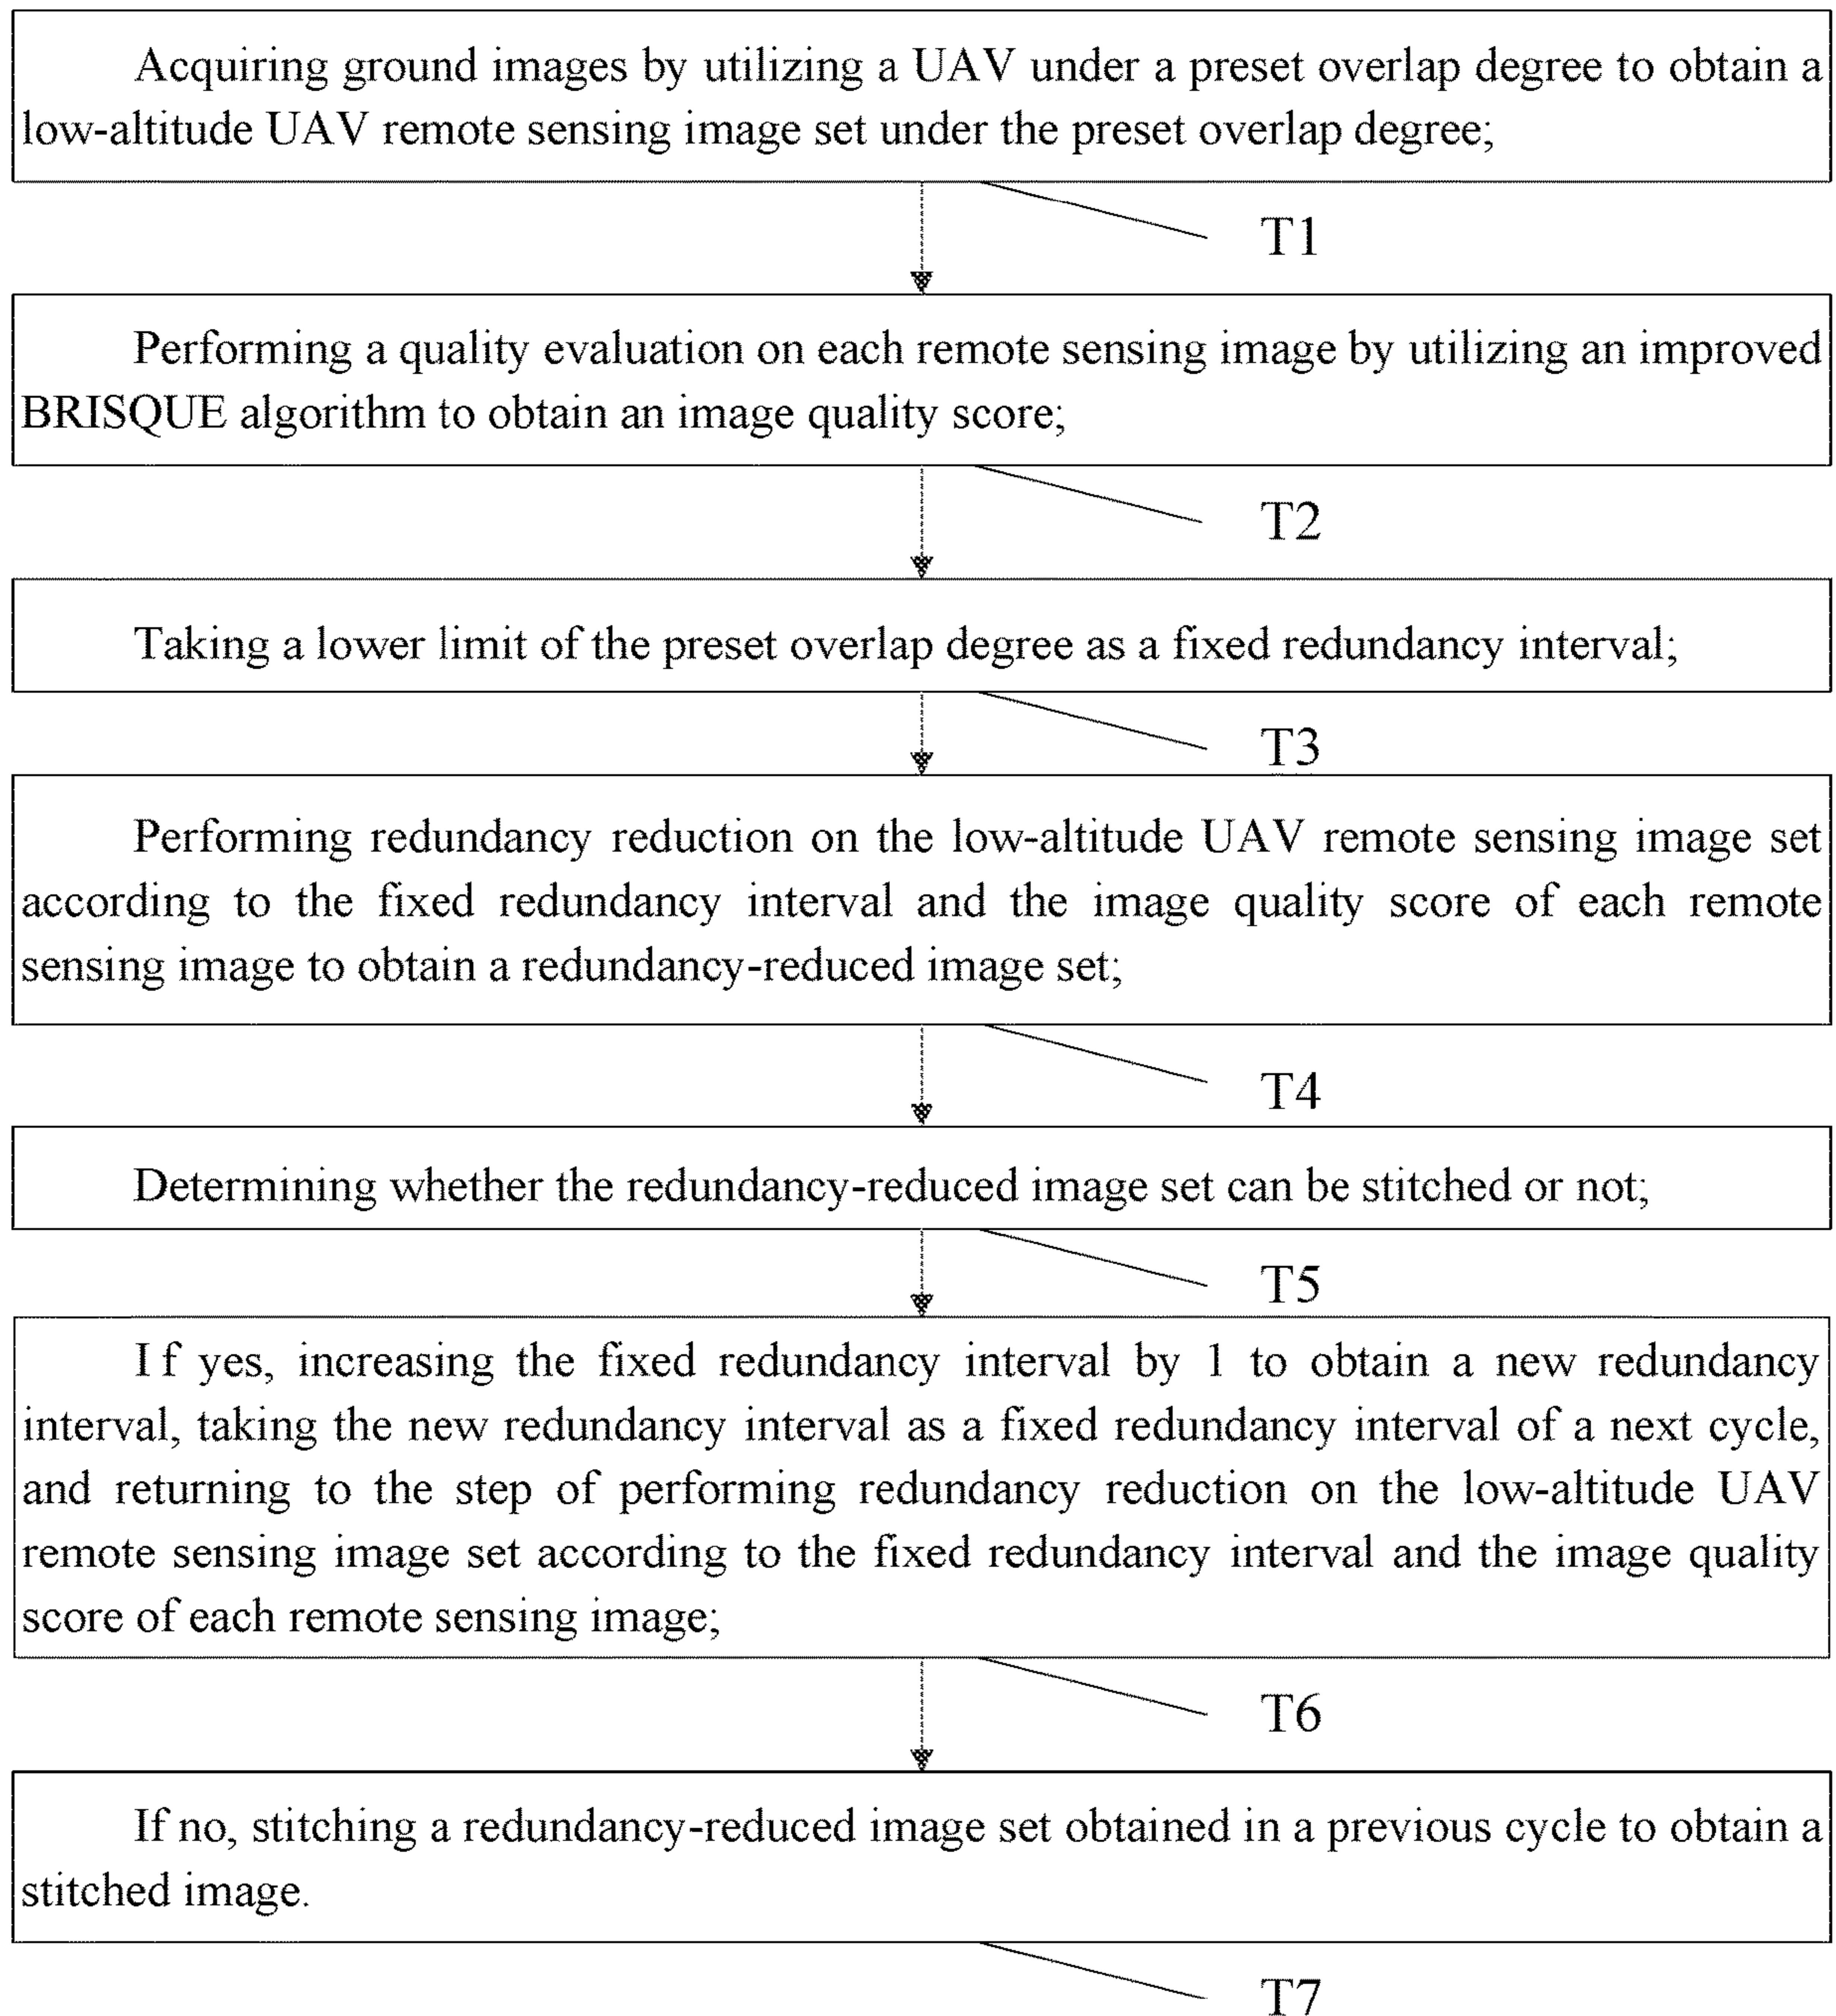 Acquiring ground images by utilizing a UAV under a preset overlap degree to obtain a
low-altitude UAV remote sensing image set under the preset overlap degree;
T1
Performing a quality evaluation on each remote sensing image by utilizing an improved
BRISQUE algorithm to obtain an image quality score;
T2
Taking a lower limit of the preset overlap degree as a fixed redundancy interval;
T3
Performing redundancy reduction on the low-altitude UAV remote sensing image set
according to the fixed redundancy interval and the image quality score of each remote
sensing image to obtain a redundancy-reduced image set;
T4
Determining whether the redundancy-reduced image set can be stitched or not;
T5
If yes, increasing the fixed redundancy interval by 1 to obtain a new redundancy
interval, taking the new redundancy interval as a fixed redundancy interval of a next cycle,
and returning to the step of performing redundancy reduction on the low-altitude UAV
remote sensing image set according to the fixed redundancy interval and the image quality
score of each remote sensing image;
T6
If no, stitching a redundancy-reduced image set obtained in a previous cycle to obtain a
stitched image.
T7